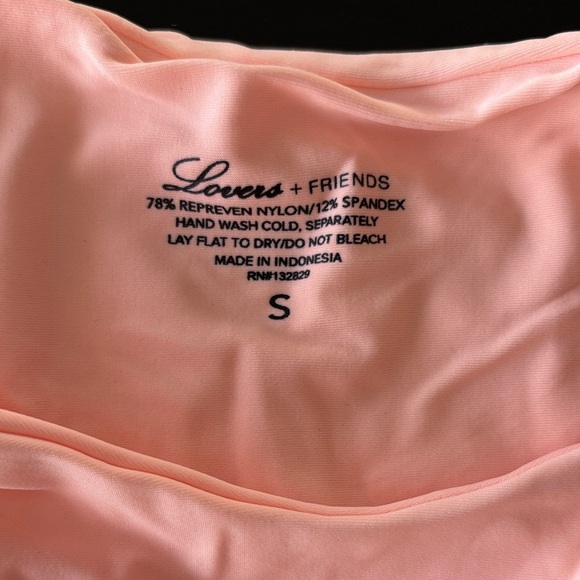 Lovers + FRIENDS
78% REPREVEN NYLON/12% SPANDEX
HAND WASH COLD, SEPARATELY
LAY FLAT TO DRY/DO NOT BLEACH
MADE IN INDONESIA
RN#132829
S